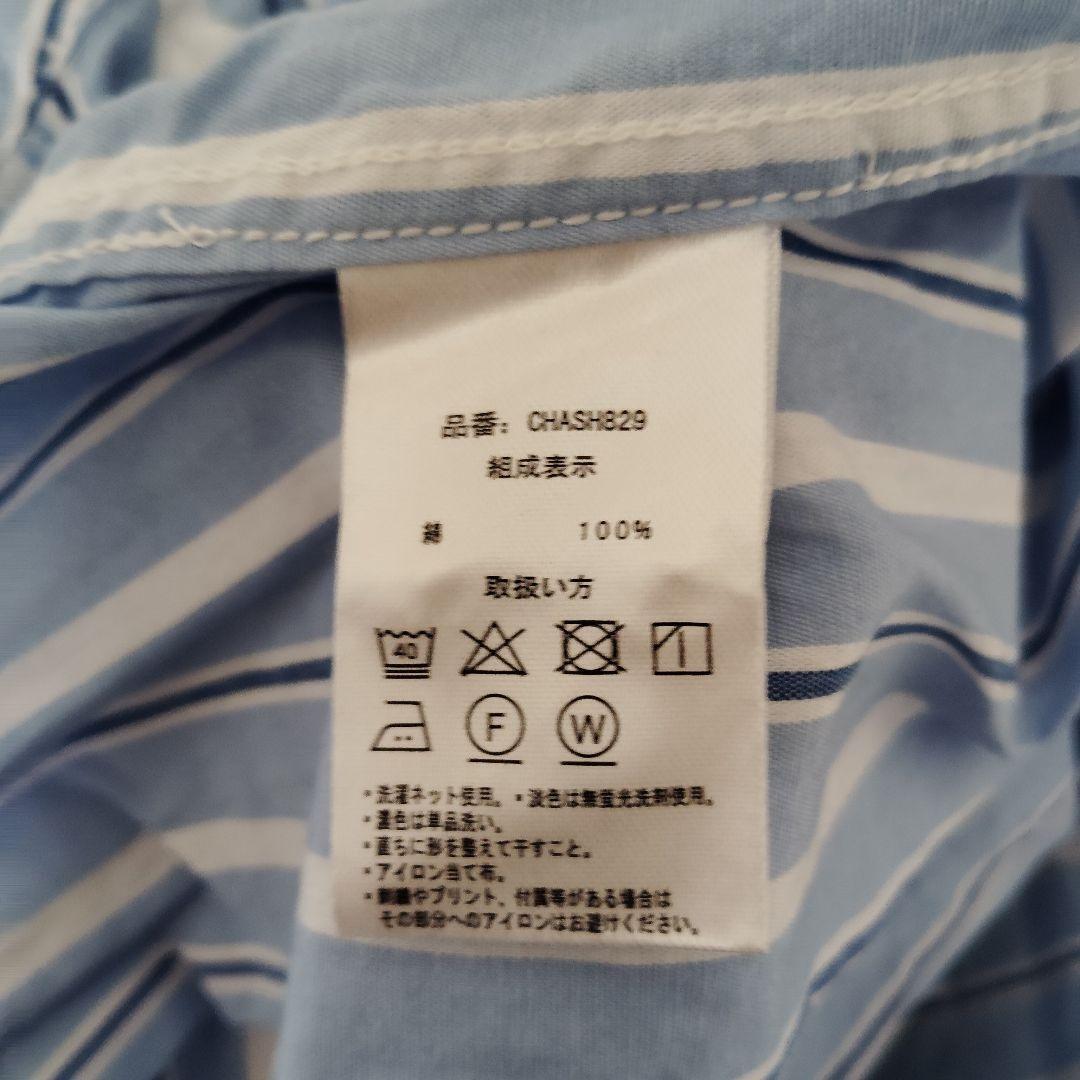 品番: CHASH829
組成表示
綿 100%
取扱い方
40
F W
・洗濯ネット使用。・淡色は無蛍光洗剤使用。
・濃色は単品洗い。
・直ちに形を整えて干すこと。
・アイロン当て布。
・刺繍やプリント、付属等がある場合は
その部分へのアイロンはお避けください。